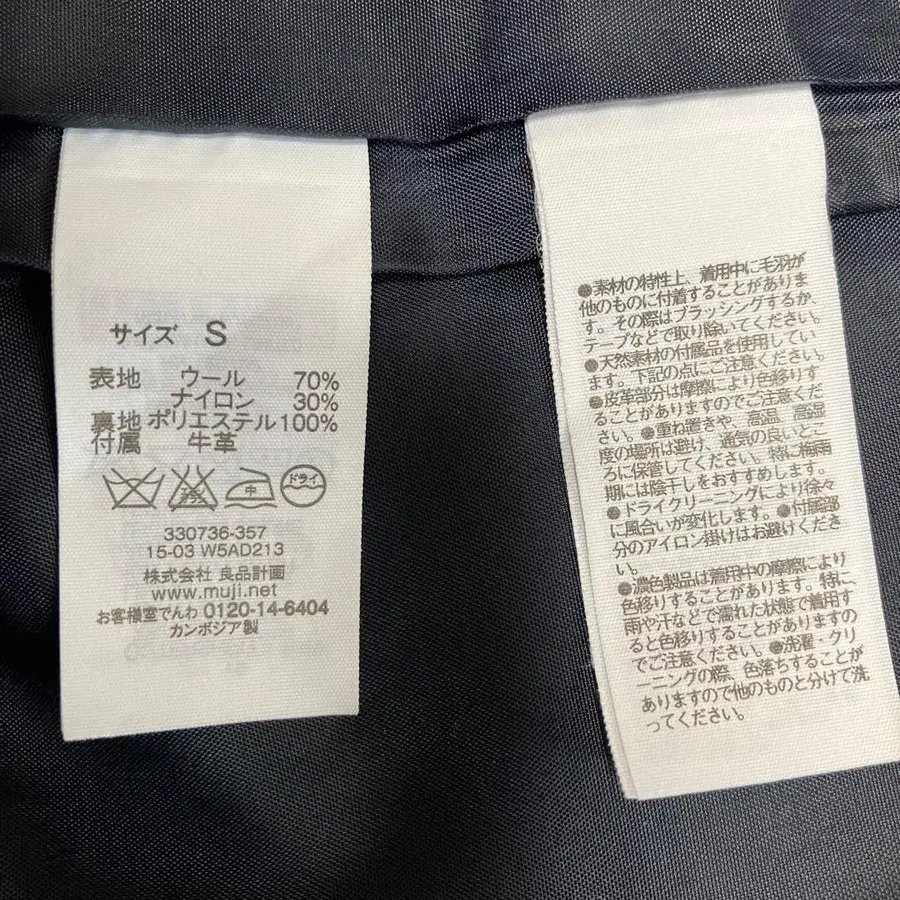 サイズ S
表地 ウール 70%
ナイロン 30%
裏地 ポリエステル 100%
付属 牛革
中 ドライ
330736-357
15-03 W5AD213
株式会社 良品計画
www.muji.net
お客様室でんわ 0120-14-6404
カンボジア製
●素材の特性上、着用中に毛羽が
他のものに付着することがありま
す。その際はブラッシングするか、
テープなどで取り除いてください。
●天然素材の付属品を使用してい
ます。下記の点にご注意ください。
●皮革部分は摩擦により色移りす
ることがありますのでご注意くだ
さい。●重ね置きや、高温、高湿
度の場所は避け、通気の良いとこ
ろに保管してください。特に梅雨
期には陰干しをおすすめします。
●ドライクリーニングにより徐々
に風合いが変化します。●付属部
分のアイロン掛けはお避けくださ
い。
●濃色製品は着用中の摩擦により
色移りすることがあります。特に、
雨や汗などで濡れた状態で着用す
ると色移りすることがありますの
でご注意ください。●洗濯・クリ
ーニングの際、色落ちすることが
ありますので他のものと分けて洗
ってください。